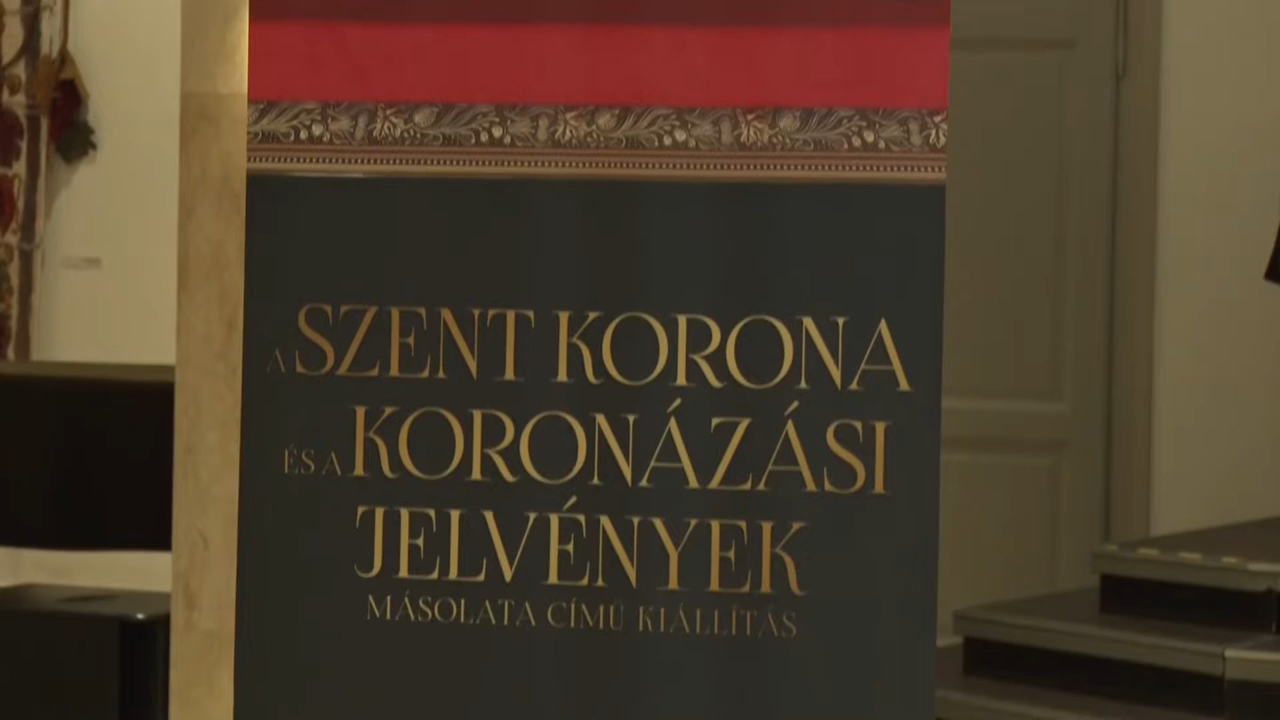 A SZENT KORONA
ÉS A KORONÁZÁSI
JELVÉNYEK
MÁSOLATA CÍMŰ KIÁLLÍTÁS